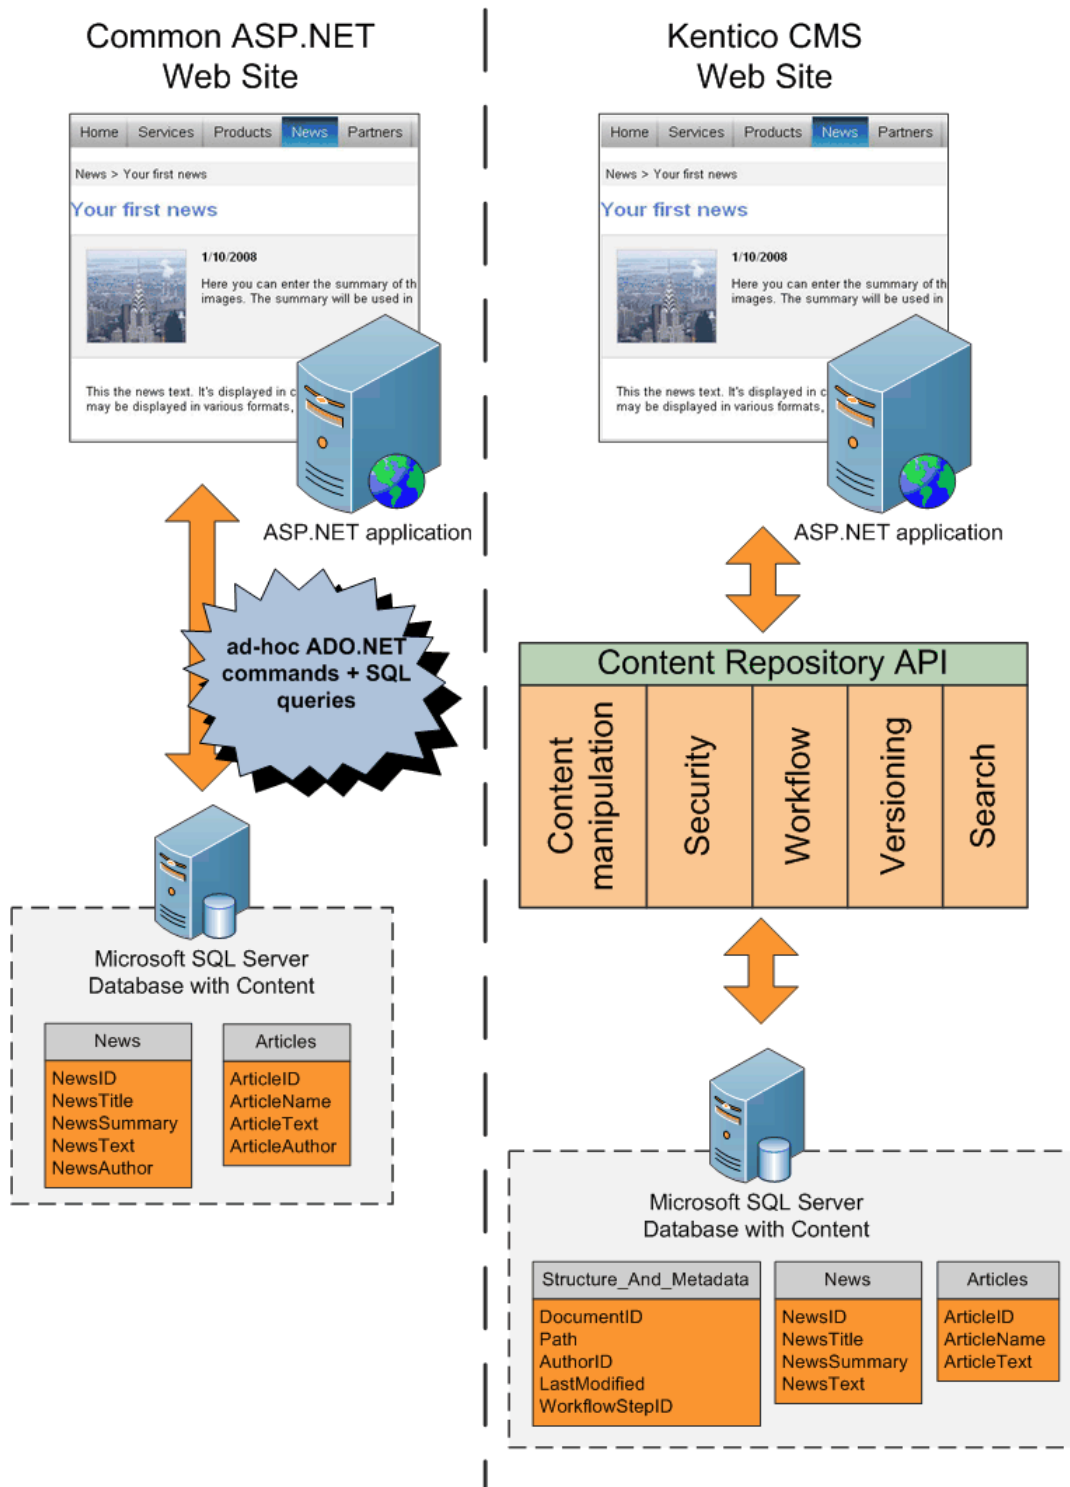 Common ASP.NET
Web Site
Home Services Products News Partners
News > Your first news
Your first news
1/10/2008
Here you can enter the summary of th
images. The summary will be used in
This the news text. It's displayed in c
may be displayed in various formats,
ASP.NET application
ad-hoc ADO.NET
commands + SQL
queries
Microsoft SQL Server
Database with Content
News
NewsID
NewsTitle
NewsSummary
NewsText
NewsAuthor
Articles
ArticleID
ArticleName
ArticleText
ArticleAuthor
Kentico CMS
Web Site
Home Services Products News Partners
News > Your first news
Your first news
1/10/2008
Here you can enter the summary of th
images. The summary will be used in
This the news text. It's displayed in c
may be displayed in various formats,
ASP.NET application
Content Repository API
Content
manipulation
Security
Workflow
Versioning
Search
Microsoft SQL Server
Database with Content
Structure_And_Metadata
DocumentID
Path
AuthorID
LastModified
WorkflowStepID
News
NewsID
NewsTitle
NewsSummary
NewsText
Articles
ArticleID
ArticleName
ArticleText